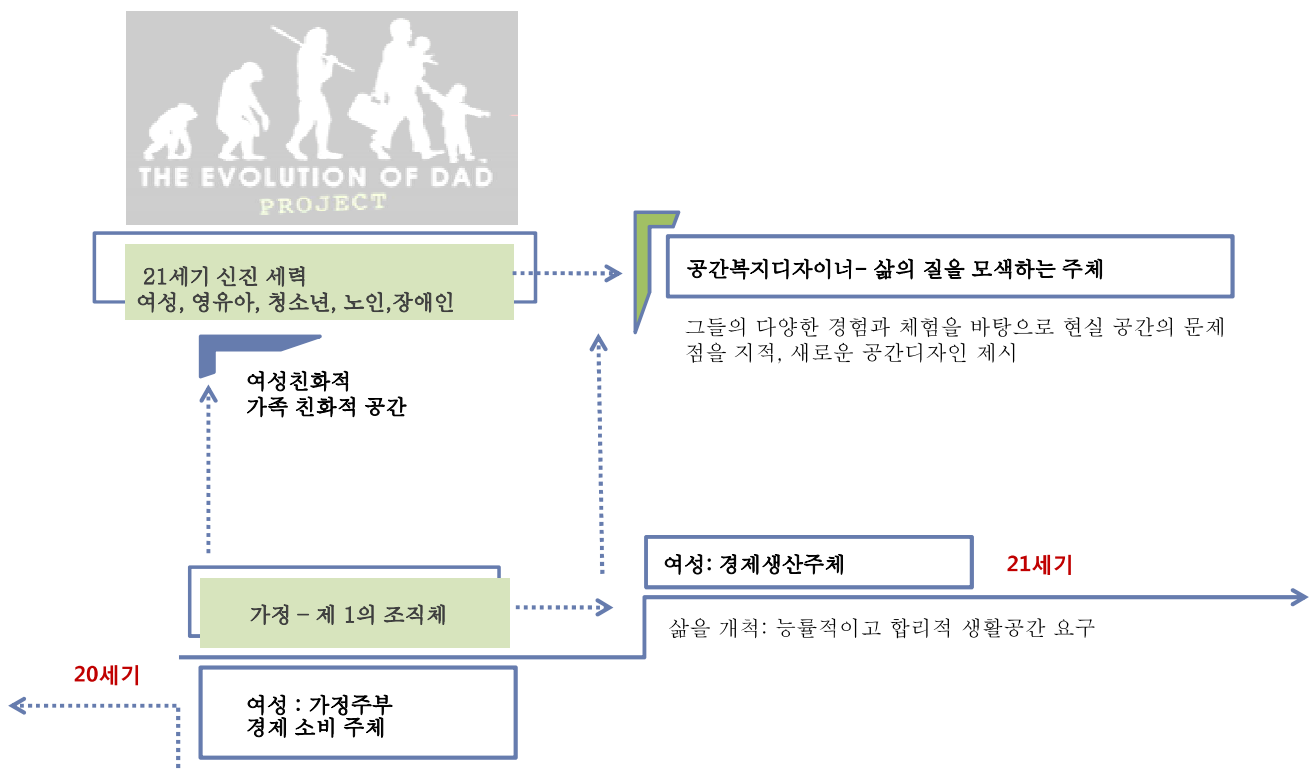 THE EVOLUTION OF DAD
PROJECT
21세기 신진 세력
여성, 영유아, 청소년, 노인,장애인
공간복지디자이너- 삶의 질을 모색하는 주체
그들의 다양한 경험과 체험을 바탕으로 현실 공간의 문제
점을 지적, 새로운 공간디자인 제시
여성친화적
가족 친화적 공간
여성: 경제생산주체
21세기
가정 – 제 1의 조직체
삶을 개척: 능률적이고 합리적 생활공간 요구
20세기
여성 : 가정주부
경제 소비 주체